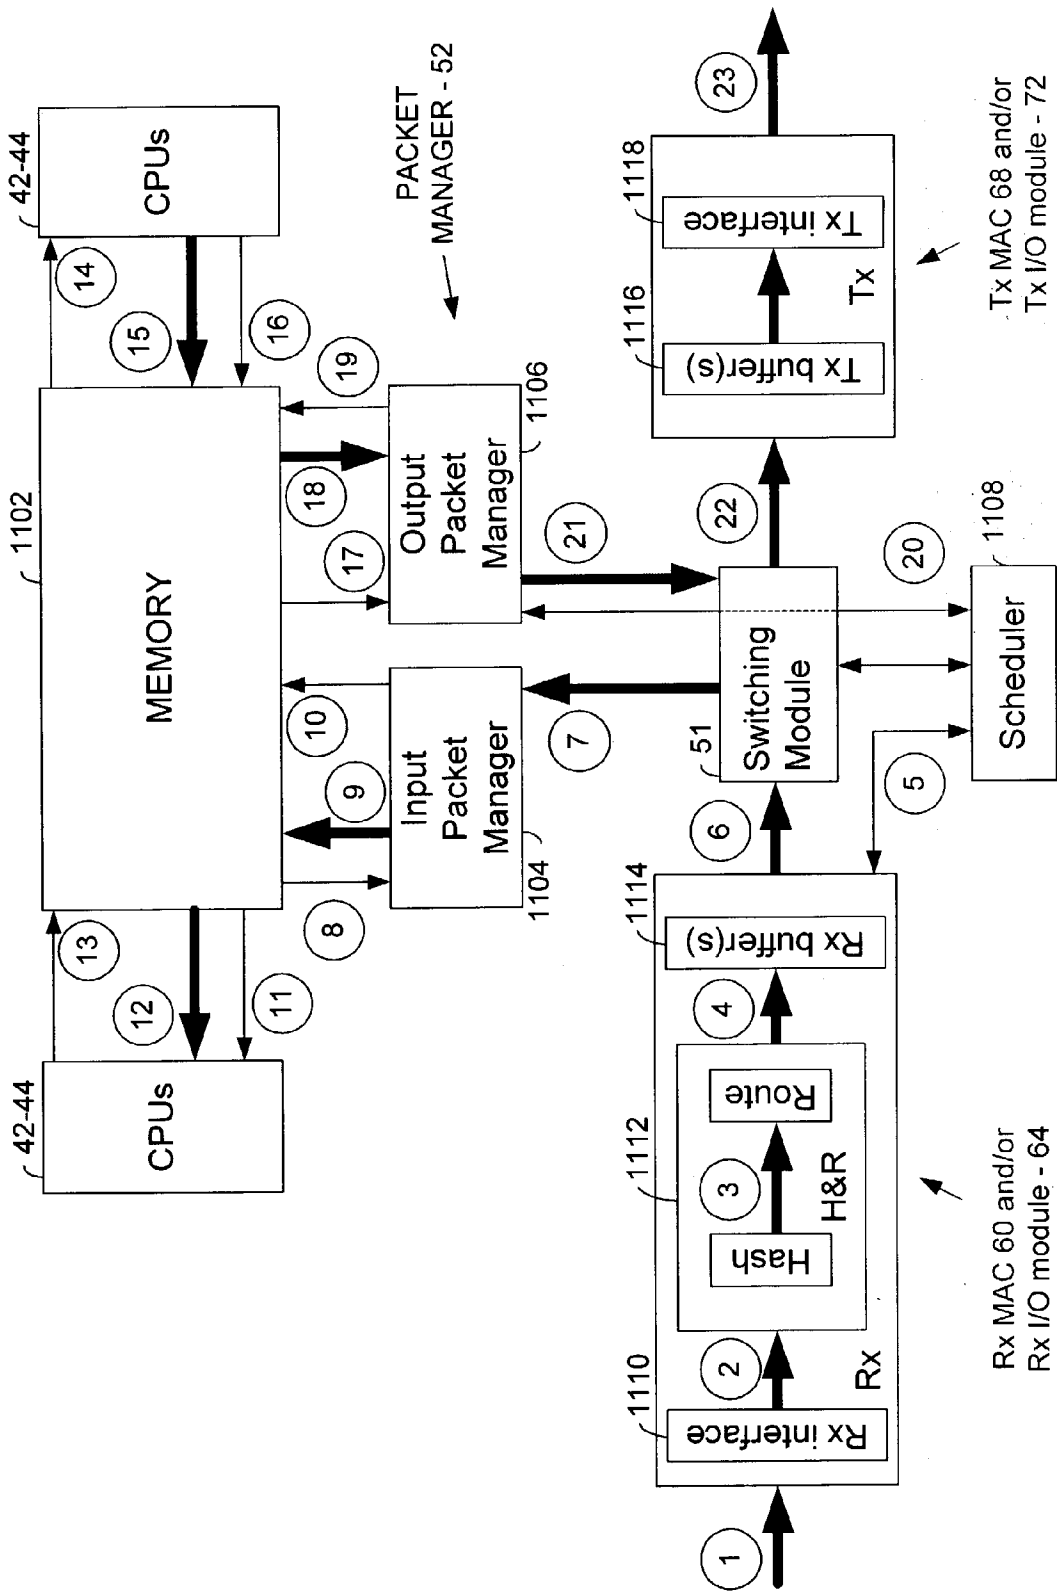 42-44
CPUs
13
12
11
1102
MEMORY
14
15
16
42-44
CPUs
8
9
10
17
18
19
Input
Packet
Manager
1104
Output
Packet
Manager
1106
PACKET
MANAGER - 52
7
21
1
1110
Rx interface
2
1112
Hash
3
Route
H&R
4
1114
Rx buffer(s)
Rx
6
5
51
Switching
Module
22
20
1108
Scheduler
1116
Tx buffer(s)
1118
Tx interface
Tx
23
Rx MAC 60 and/or
Rx I/O module - 64
Tx MAC 68 and/or
Tx I/O module - 72